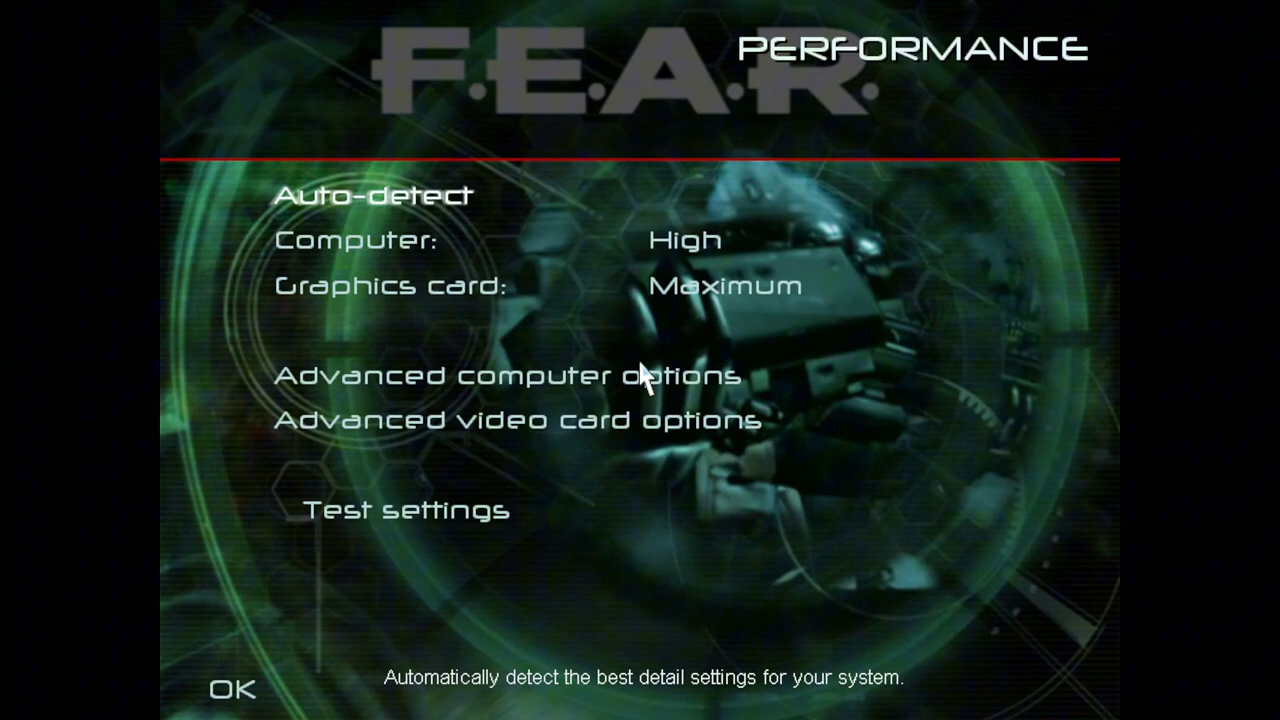 F.E.A.R.
PERFORMANCE
Auto-detect
Computer: High
Graphics card: Maximum
Advanced computer options
Advanced video card options
Test settings
Automatically detect the best detail settings for your system.
OK